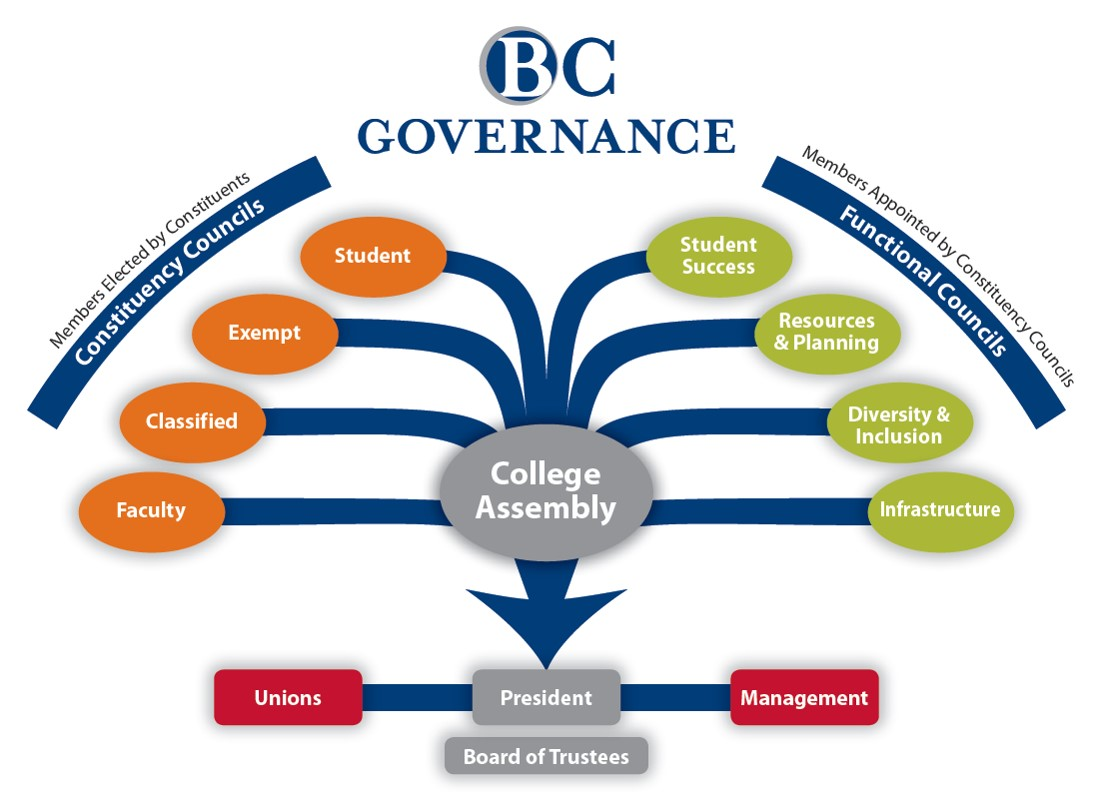 BC
GOVERNANCE
Members Elected by Constituents
Constituency Councils
Members Appointed by Constituency Councils
Functional Councils
Student
Exempt
Classified
Faculty
Student
Success
Resources
& Planning
Diversity &
Inclusion
Infrastructure
College
Assembly
Unions
President
Management
Board of Trustees